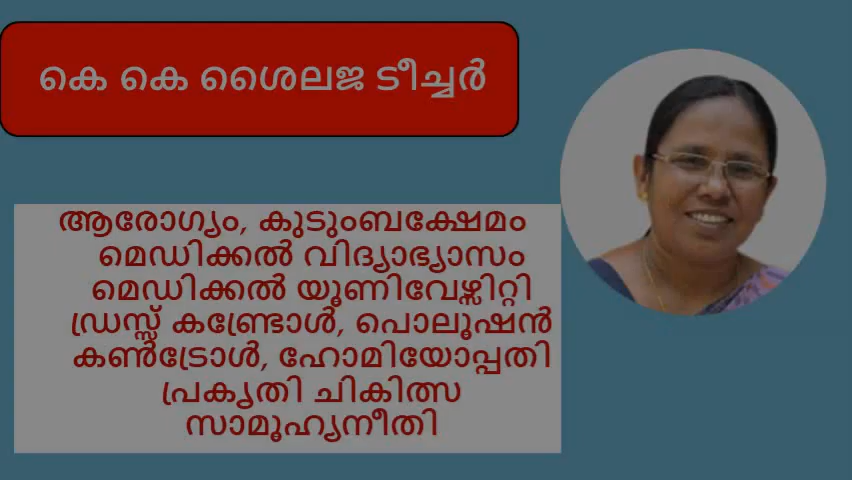 കെ കെ ശൈലജ ടീച്ചർ
ആരോഗ്യം, കുടുംബക്ഷേമം
മെഡിക്കൽ വിദ്യാഭ്യാസം
മെഡിക്കൽ യൂണിവേഴ്സിറ്റി
ഡ്രസ്സ് കണ്ട്രോൾ, പൊലൂഷൻ
കൺട്രോൾ, ഹോമിയോപ്പതി
പ്രകൃതി ചികിത്സ
സാമൂഹ്യനീതി